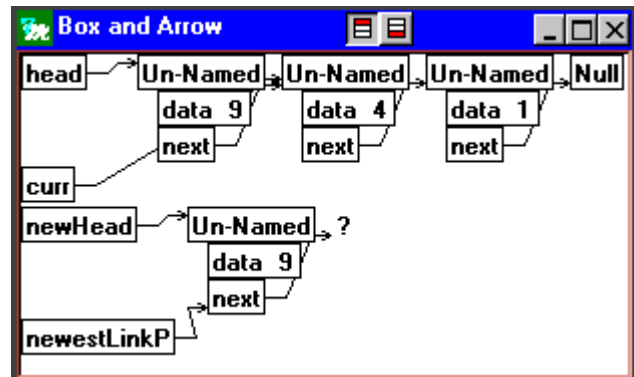 Box and Arrow
head Un-Named Un-Named Un-Named Null
data 9 data 4 data 1
next next next
curr
newHead Un-Named ?
data 9
next
newestLinkP